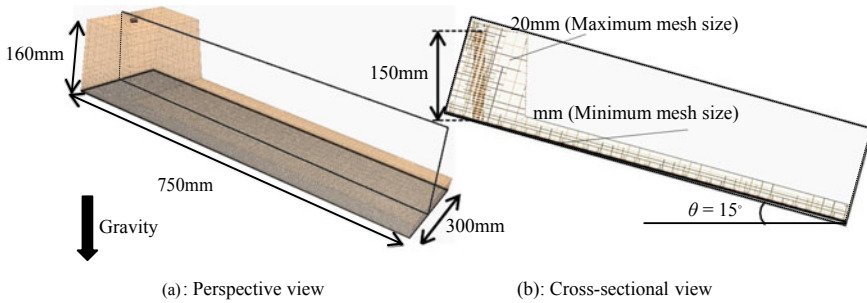 160mm
750mm
300mm
Gravity
(a): Perspective view
20mm (Maximum mesh size)
150mm
mm (Minimum mesh size)
θ = 15°
(b): Cross-sectional view